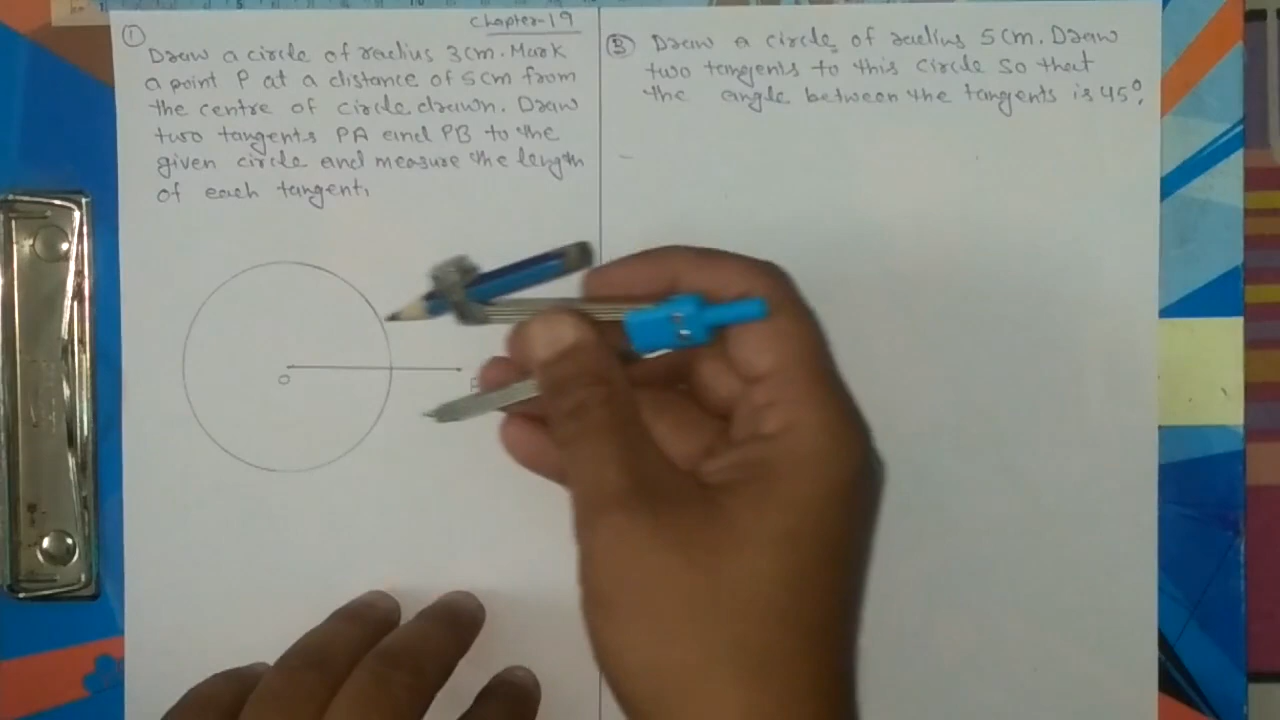 Chapter-19
①
Draw a circle of radius 3cm. Mark
a point P at a distance of 5cm from
the centre of circle drawn. Draw
two tangents PA and PB to the
given circle and measure the length
of each tangent.
③ Draw a circle of radius 5cm. Draw
two tangents to this circle so that
the angle between the tangents is 45°.
O